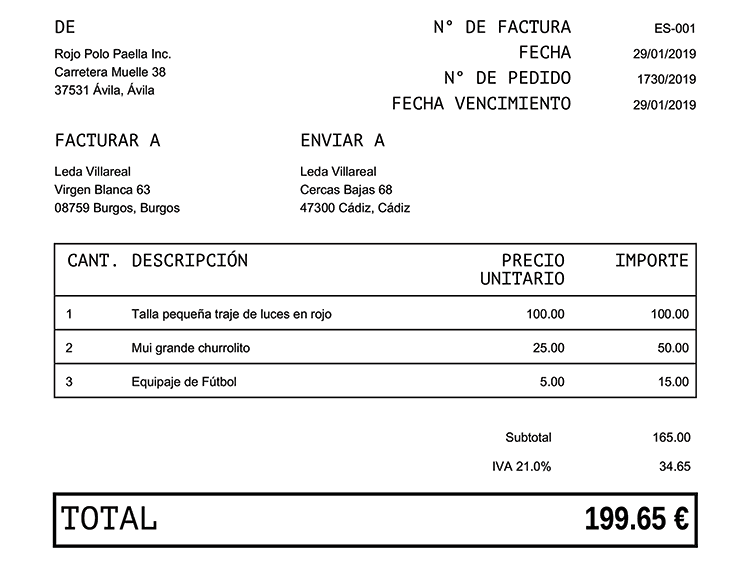 DE
Rojo Polo Paella Inc.
Carretera Muelle 38
37531 Ávila, Ávila
N° DE FACTURA ES-001
FECHA 29/01/2019
N° DE PEDIDO 1730/2019
FECHA VENCIMIENTO 29/01/2019
FACTURAR A
Leda Villareal
Virgen Blanca 63
08759 Burgos, Burgos
ENVIAR A
Leda Villareal
Cercas Bajas 68
47300 Cádiz, Cádiz
CANT. DESCRIPCIÓN PRECIO UNITARIO IMPORTE
1 Talla pequeña traje de luces en rojo 100.00 100.00
2 Mui grande churrolito 25.00 50.00
3 Equipaje de Fútbol 5.00 15.00
Subtotal 165.00
IVA 21.0% 34.65
TOTAL 199.65 €